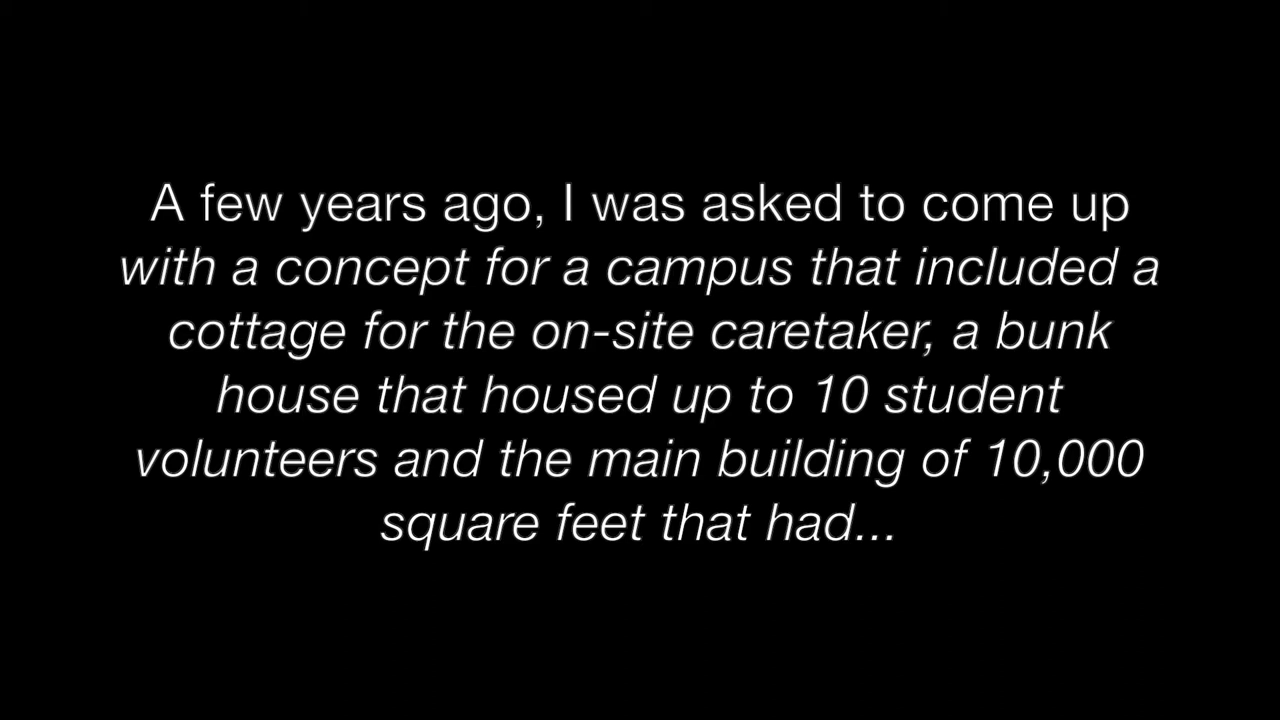 A few years ago, I was asked to come up
with a concept for a campus that included a
cottage for the on-site caretaker, a bunk
house that housed up to 10 student
volunteers and the main building of 10,000
square feet that had...